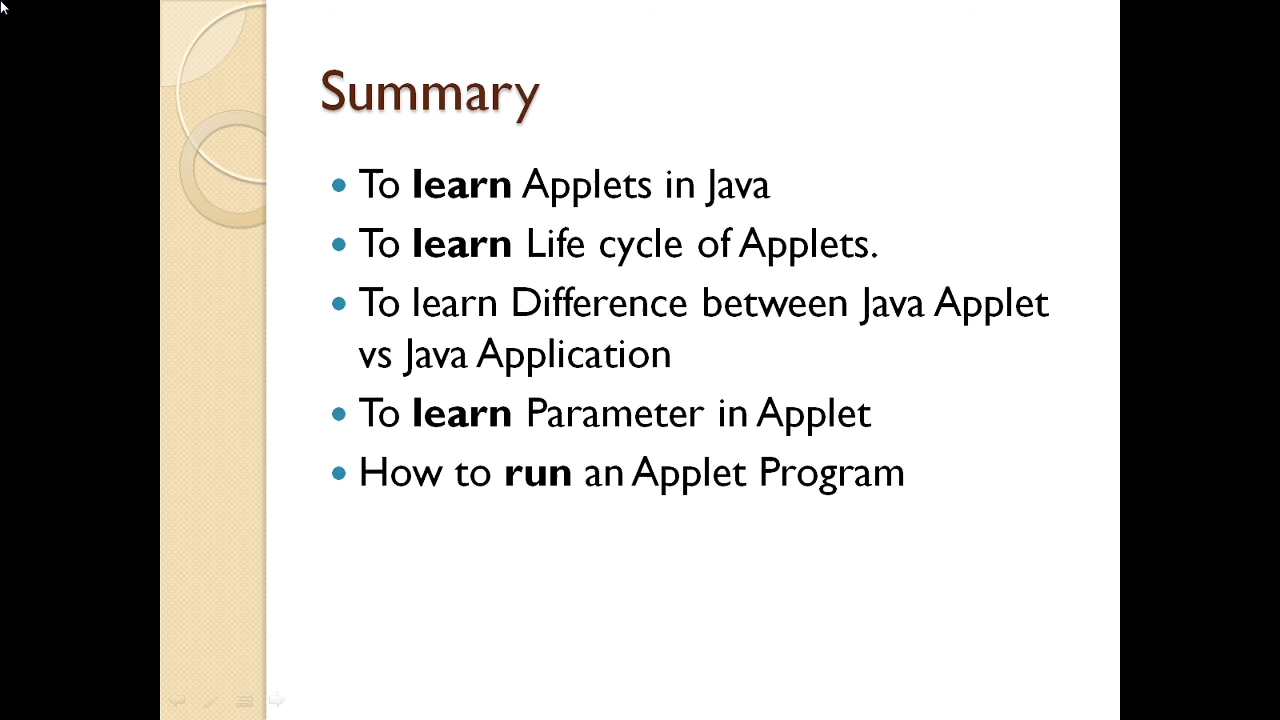 Summary
To learn Applets in Java
To learn Life cycle of Applets.
To learn Difference between Java Applet
vs Java Application
To learn Parameter in Applet
How to run an Applet Program